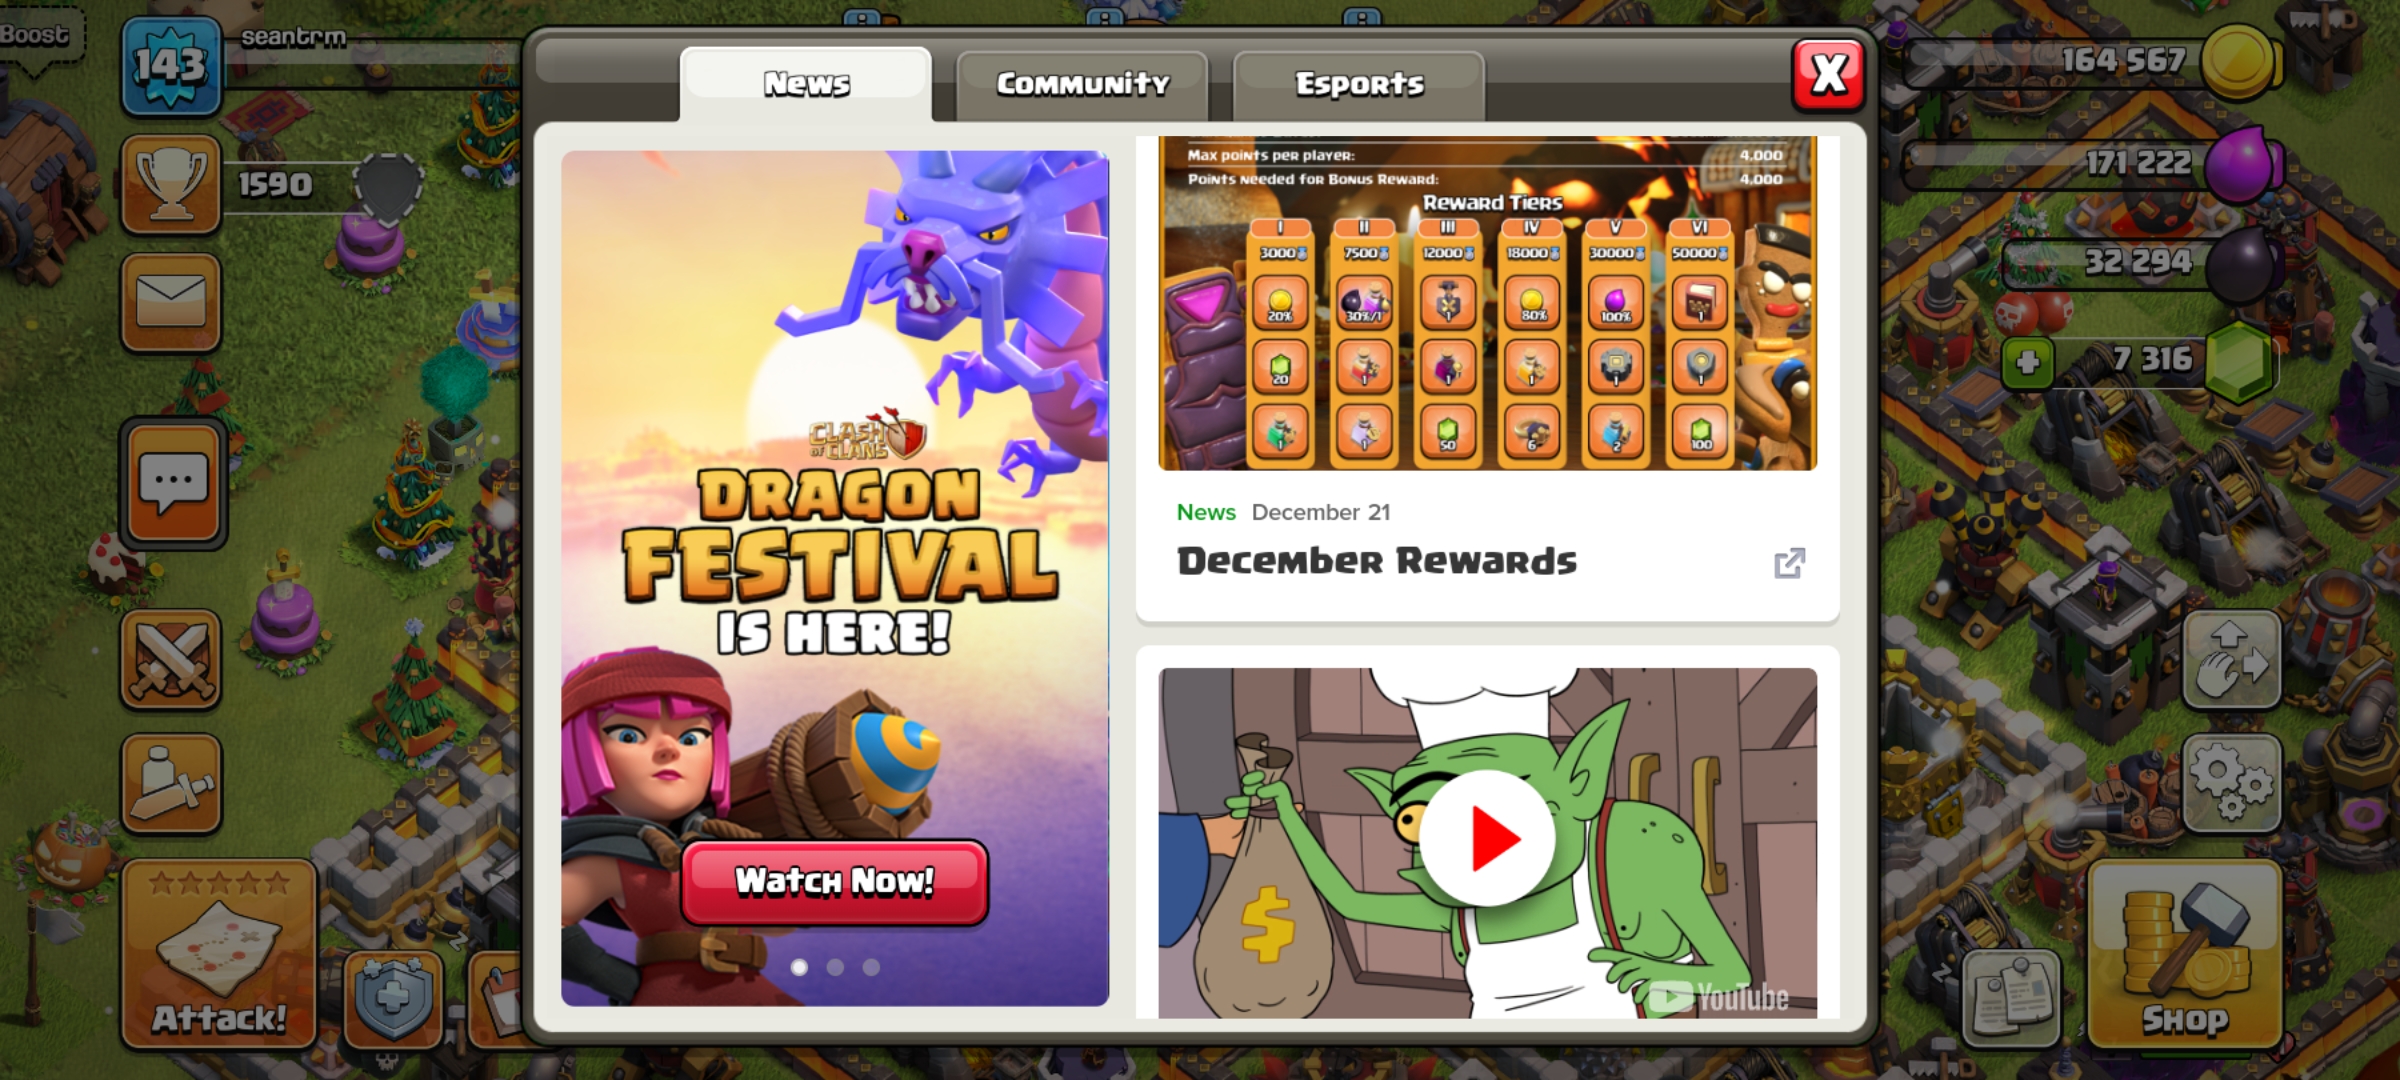 Boost
143
seantrm
1590
News
Community
Esports
X
164 567
171 222
32 294
7 316
CLASH
OF CLANS
DRAGON
FESTIVAL
IS HERE!
Watch Now!
Max points per player: 4,000
Points needed for Bonus Reward: 4,000
Reward Tiers
I II III IV V VI
3000 7500 12000 18000 30000 50000
20% 30%/1 1 80% 100% 1
20 1 1 1 1 1
1 1 50 6 2 100
News December 21
December Rewards
$
YouTube
Attack!
Shop